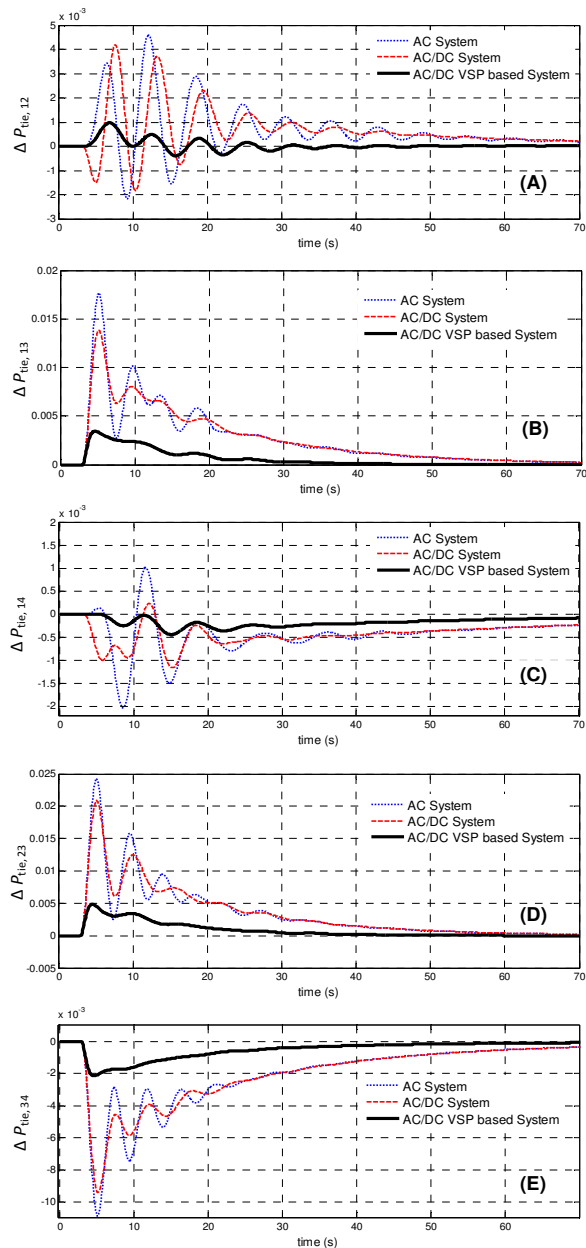 x 10⁻³
5
4
3
2
1
0
-1
-2
-3
Δ P tie, 12
AC System
AC/DC System
AC/DC VSP based System
(A)
0 10 20 30 40 50 60 70
time (s)
0.02
0.015
0.01
0.005
0
Δ P tie, 13
AC System
AC/DC System
AC/DC VSP based System
(B)
0 10 20 30 40 50 60 70
time (s)
x 10⁻³
2
1.5
1
0.5
0
-0.5
-1
-1.5
-2
Δ P tie, 14
AC System
AC/DC System
AC/DC VSP based System
(C)
0 10 20 30 40 50 60 70
time (s)
0.025
0.02
0.015
0.01
0.005
0
-0.005
Δ P tie, 23
AC System
AC/DC System
AC/DC VSP based System
(D)
0 10 20 30 40 50 60 70
time (s)
x 10⁻³
0
-2
-4
-6
-8
-10
Δ P tie, 34
AC System
AC/DC System
AC/DC VSP based System
(E)
0 10 20 30 40 50 60 70
time (s)